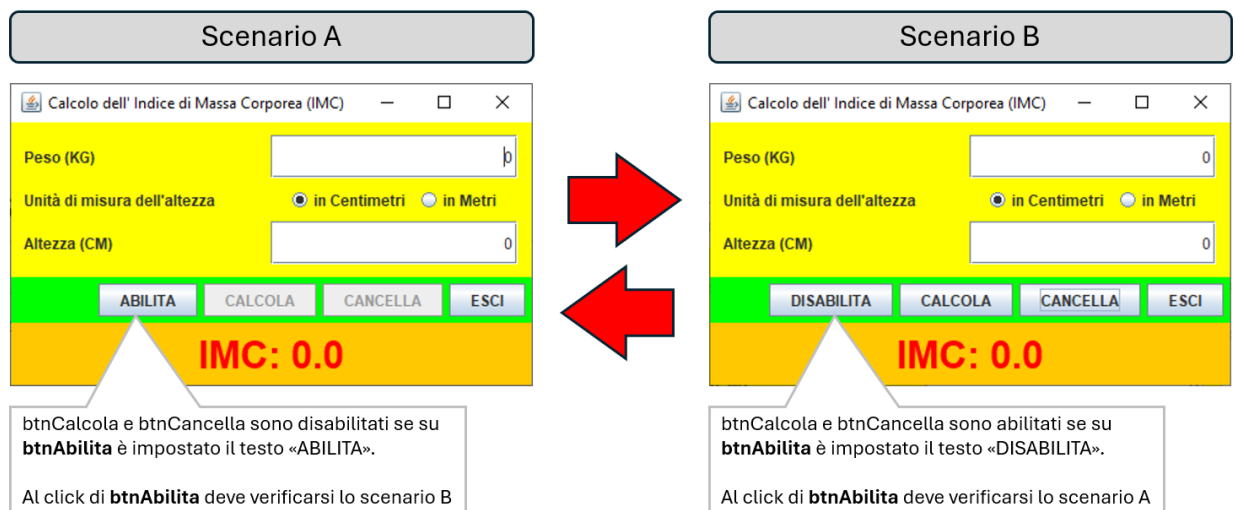 Scenario A
Calcolo dell' Indice di Massa Corporea (IMC)
Peso (KG)
0
Unità di misura dell'altezza
in Centimetri
in Metri
Altezza (CM)
0
ABILITA
CALCOLA
CANCELLA
ESCI
IMC: 0.0
btnCalcola e btnCancella sono disabilitati se su
btnAbilita è impostato il testo «ABILITA».
Al click di btnAbilita deve verificarsi lo scenario B
Scenario B
Calcolo dell' Indice di Massa Corporea (IMC)
Peso (KG)
0
Unità di misura dell'altezza
in Centimetri
in Metri
Altezza (CM)
0
DISABILITA
CALCOLA
CANCELLA
ESCI
IMC: 0.0
btnCalcola e btnCancella sono abilitati se su
btnAbilita è impostato il testo «DISABILITA».
Al click di btnAbilita deve verificarsi lo scenario A